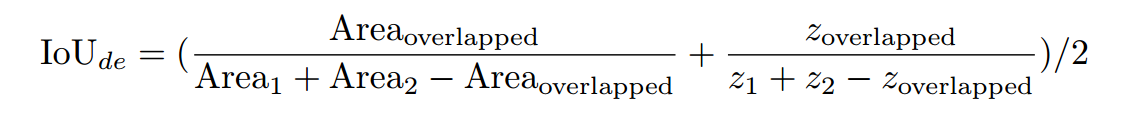 IoU_{de} = (\frac{Area_{overlapped}}{Area_1 + Area_2 − Area_{overlapped}} + \frac{z_{overlapped}}{z_1 + z_2 − z_{overlapped}})/2